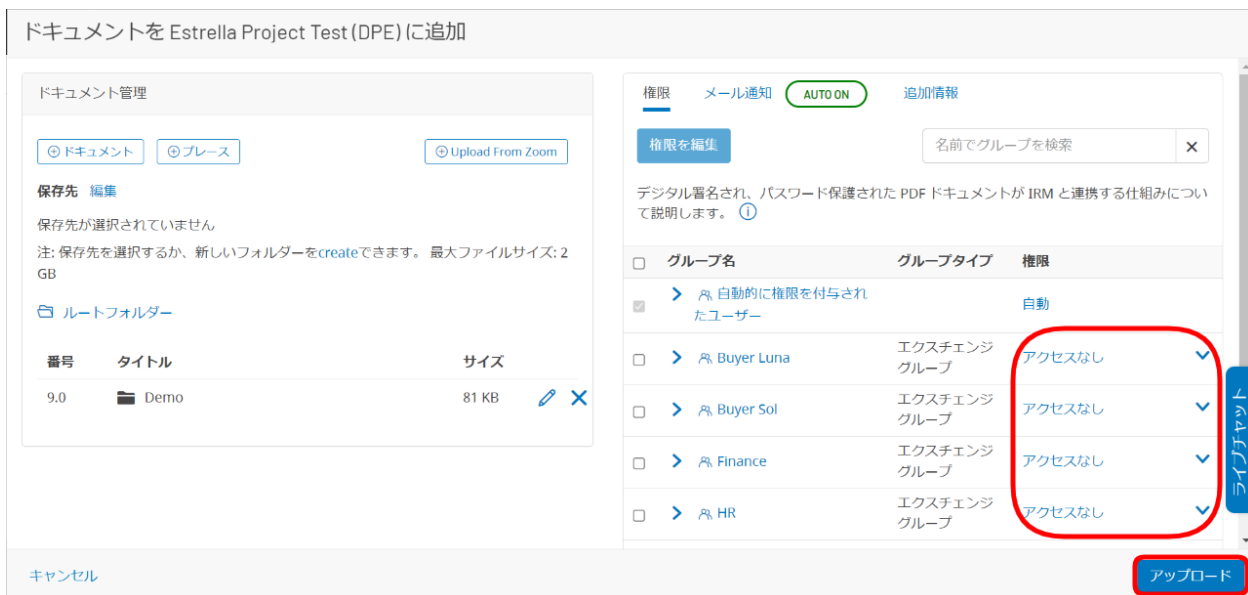 ドキュメントを Estrella Project Test (DPE) に追加
ドキュメント管理
ドキュメント
プレース
Upload From Zoom
保存先 編集
保存先が選択されていません
注: 保存先を選択するか、新しいフォルダーをcreateできます。 最大ファイルサイズ: 2
GB
ルートフォルダー
番号 タイトル サイズ
9.0 Demo 81 KB
権限 メール通知 AUTO ON 追加情報
権限を編集
名前でグループを検索
デジタル署名され、パスワード保護された PDF ドキュメントが IRM と連携する仕組みについ
て説明します。
グループ名 グループタイプ 権限
自動的に権限を付与され
たユーザー
自動
Buyer Luna
エクスチェンジ
グループ
アクセスなし
Buyer Sol
エクスチェンジ
グループ
アクセスなし
Finance
エクスチェンジ
グループ
アクセスなし
HR
エクスチェンジ
グループ
アクセスなし
ライブチャット
キャンセル
アップロード